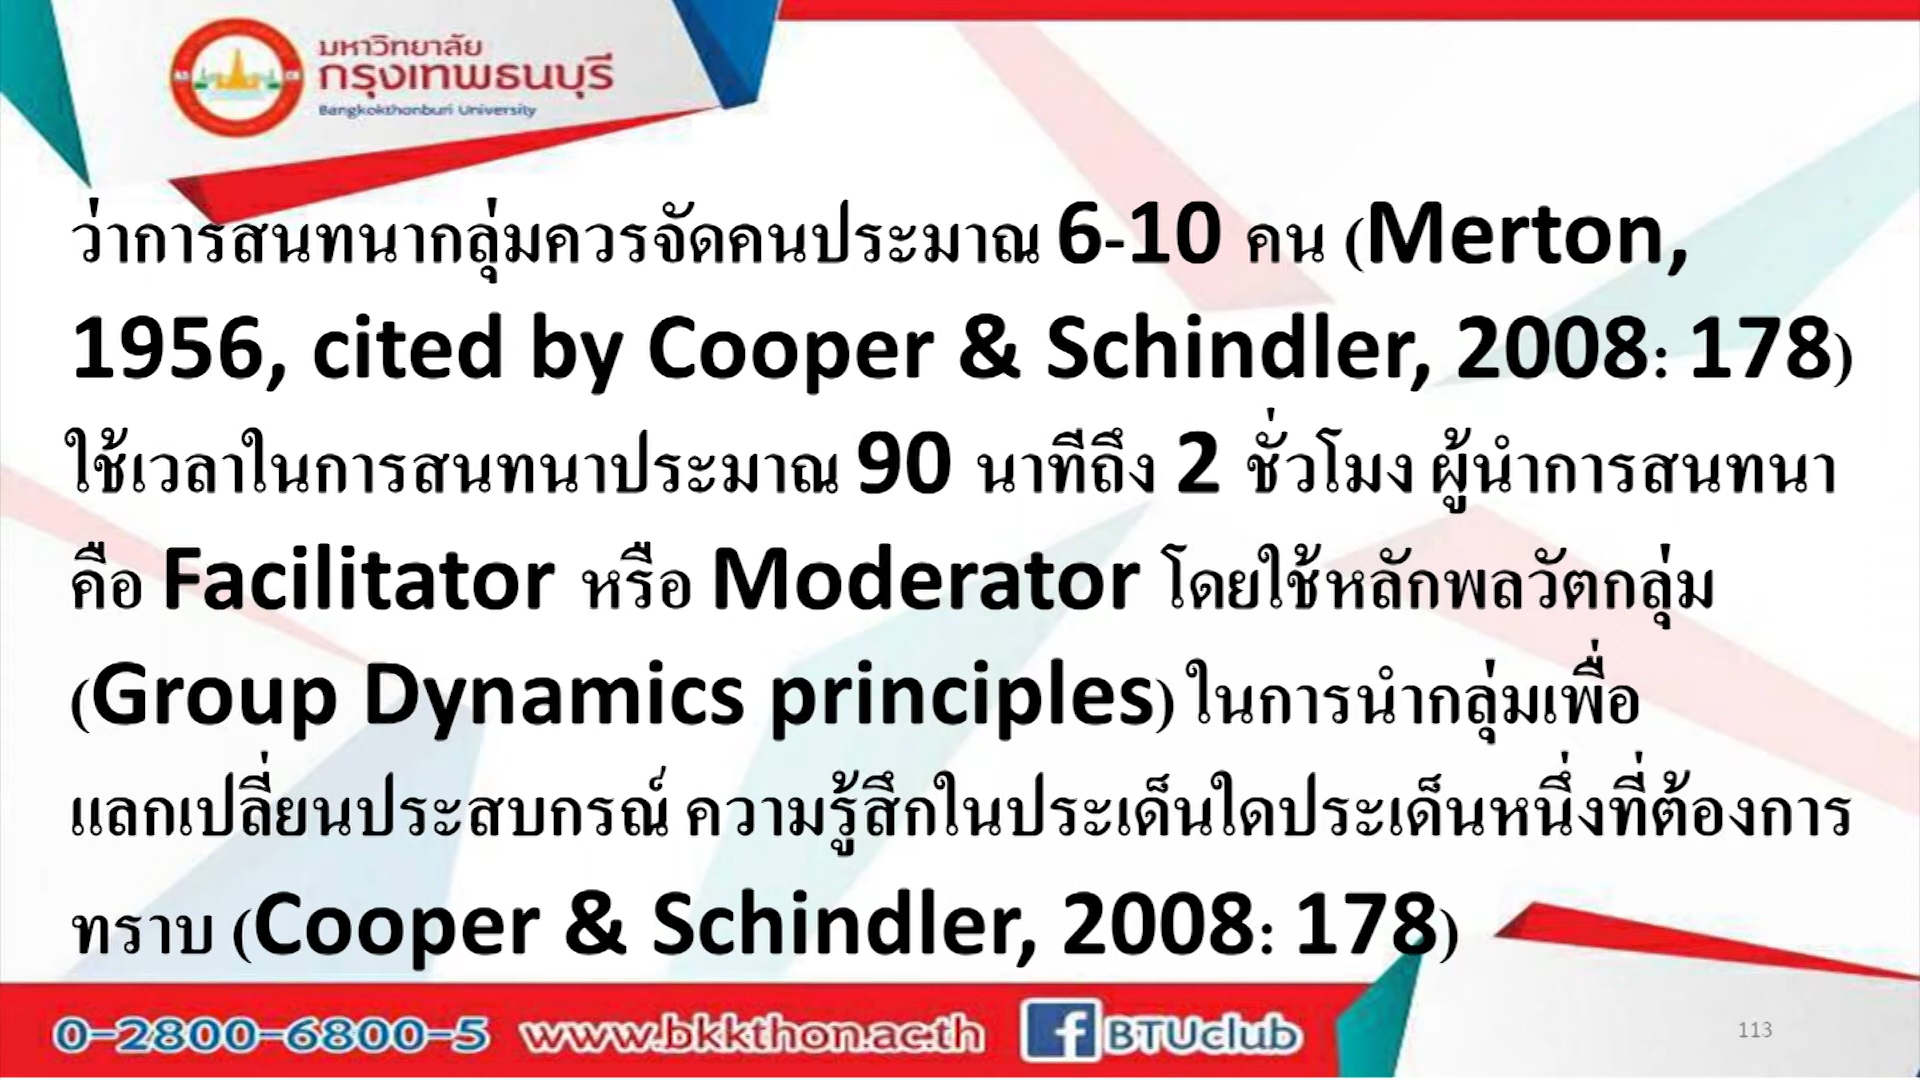 มหาวิทยาลัย
กรุงเทพธนบุรี
Bangkokthonburi University
ว่าการสนทนากลุ่มควรจัดคนประมาณ 6-10 คน (Merton,
1956, cited by Cooper & Schindler, 2008: 178)
ใช้เวลาในการสนทนาประมาณ 90 นาทีถึง 2 ชั่วโมง ผู้นำการสนทนา
คือ Facilitator หรือ Moderator โดยใช้หลักพลวัตกลุ่ม
(Group Dynamics principles) ในการนำกลุ่มเพื่อ
แลกเปลี่ยนประสบกรณ์ ความรู้สึกในประเด็นใดประเด็นหนึ่งที่ต้องการ
ทราบ (Cooper & Schindler, 2008: 178)
0-2800-6800-5 www.bkkthon.ac.th f BTUclub
113